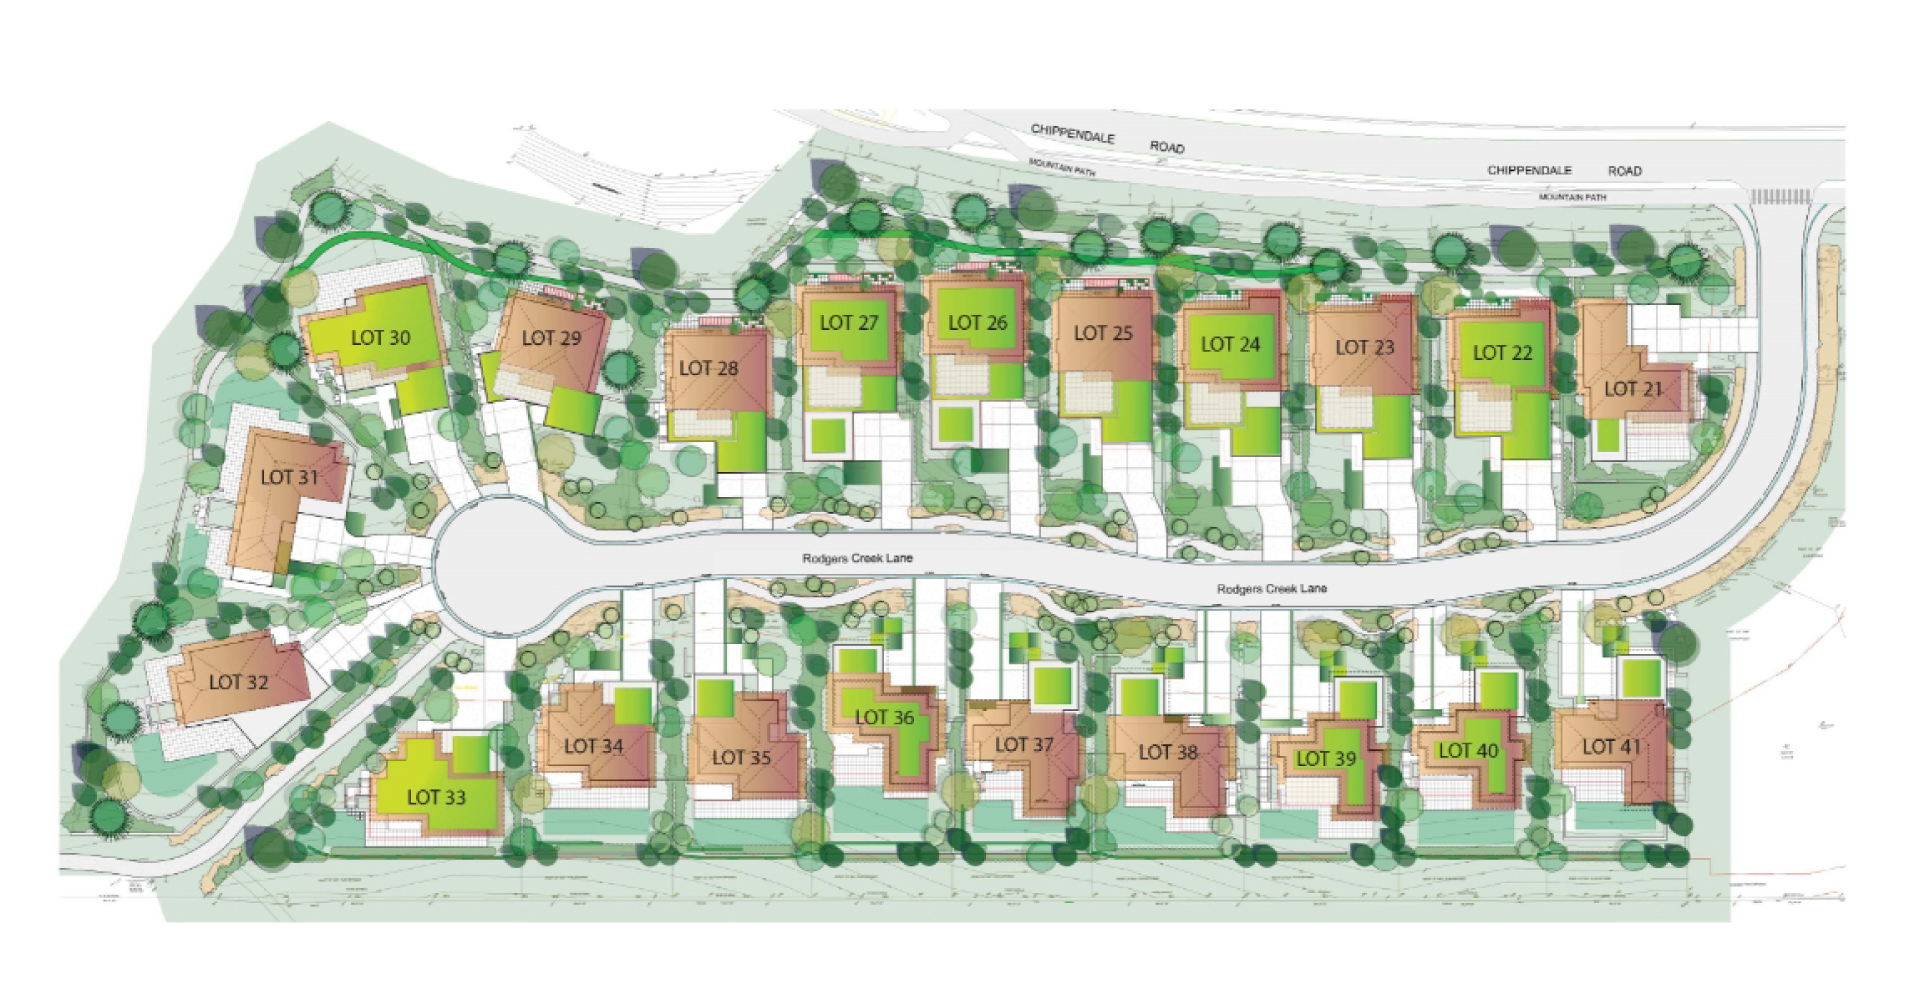 CHIPPENDALE ROAD
CHIPPENDALE ROAD
MOUNTAIN PATH
MOUNTAIN PATH
LOT 30
LOT 29
LOT 28
LOT 27
LOT 26
LOT 25
LOT 24
LOT 23
LOT 22
LOT 21
LOT 31
Rodgers Creek Lane
Rodgers Creek Lane
LOT 32
LOT 33
LOT 34
LOT 35
LOT 36
LOT 37
LOT 38
LOT 39
LOT 40
LOT 41